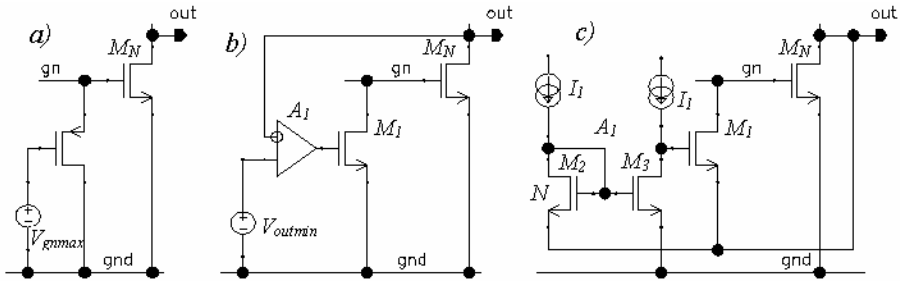 a)
out
M_N
gn
V_gnmax
gnd
b)
out
M_N
gn
A_1
M_1
V_outmin
gnd
c)
out
M_N
gn
I_1
I_1
A_1
M_1
M_2
M_3
N
gnd